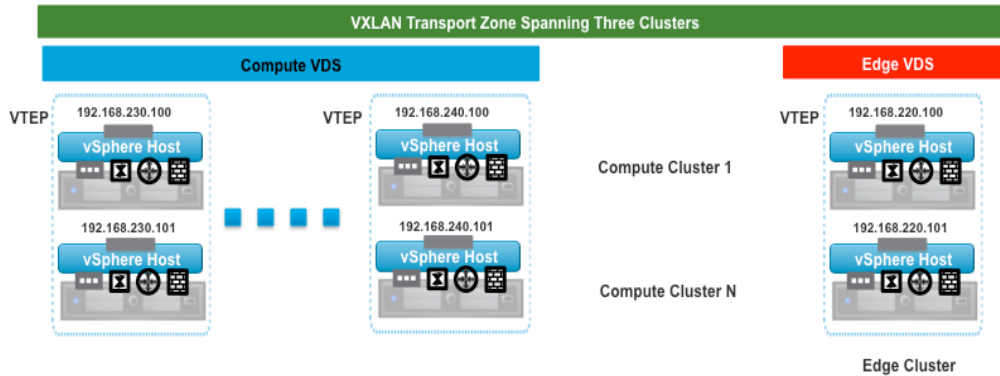 VXLAN Transport Zone Spanning Three Clusters
Compute VDS
Edge VDS
VTEP
192.168.230.100
vSphere Host
192.168.230.101
vSphere Host
VTEP
192.168.240.100
vSphere Host
192.168.240.101
vSphere Host
Compute Cluster 1
Compute Cluster N
VTEP
192.168.220.100
vSphere Host
192.168.220.101
vSphere Host
Edge Cluster